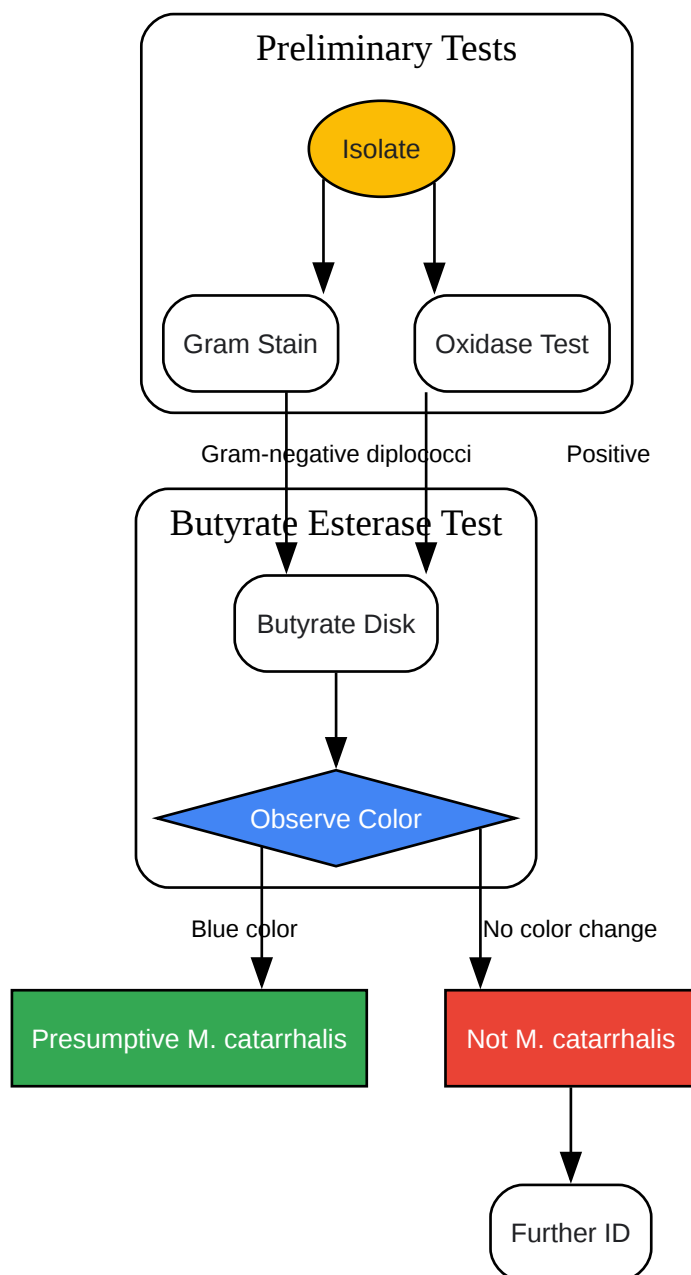 Preliminary Tests
Isolate
Gram Stain
Oxidase Test
Gram-negative diplococci
Positive
Butyrate Esterase Test
Butyrate Disk
Observe Color
Blue color
No color change
Presumptive M. catarrhalis
Not M. catarrhalis
Further ID